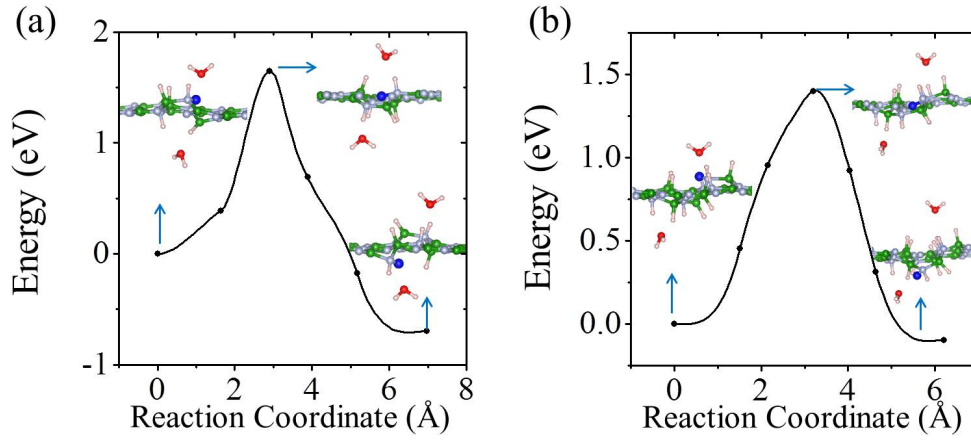 (a)
2
1
0
-1
Energy (eV)
0 2 4 6 8
Reaction Coordinate (Å)
(b)
1.5
1.0
0.5
0.0
Energy (eV)
0 2 4 6
Reaction Coordinate (Å)